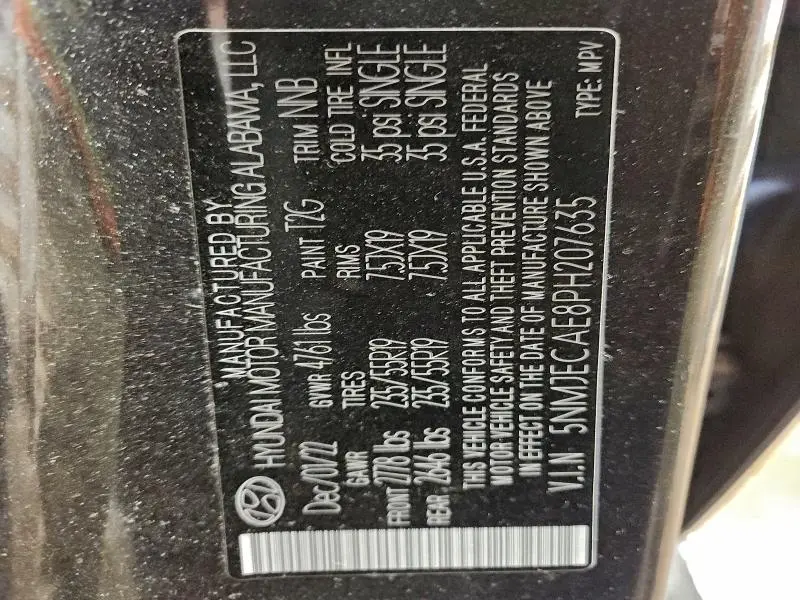 MANUFACTURED BY
HYUNDAI MOTOR MANUFACTURING ALABAMA, LLC
Dec/01/22 GVWR 4761 lbs PAINT T2G TRIM NNB
GAWR TIRES RIMS COLD TIRE INFL
FRONT 2778 lbs 235/55R19 7.5JX19 35 psi SINGLE
REAR 2646 lbs 235/55R19 7.5JX19 35 psi SINGLE
THIS VEHICLE CONFORMS TO ALL APPLICABLE U.S.A. FEDERAL
MOTOR VEHICLE SAFETY AND THEFT PREVENTION STANDARDS
IN EFFECT ON THE DATE OF MANUFACTURE SHOWN ABOVE
V.I.N 5NMJECAE8PH207635 TYPE: MPV